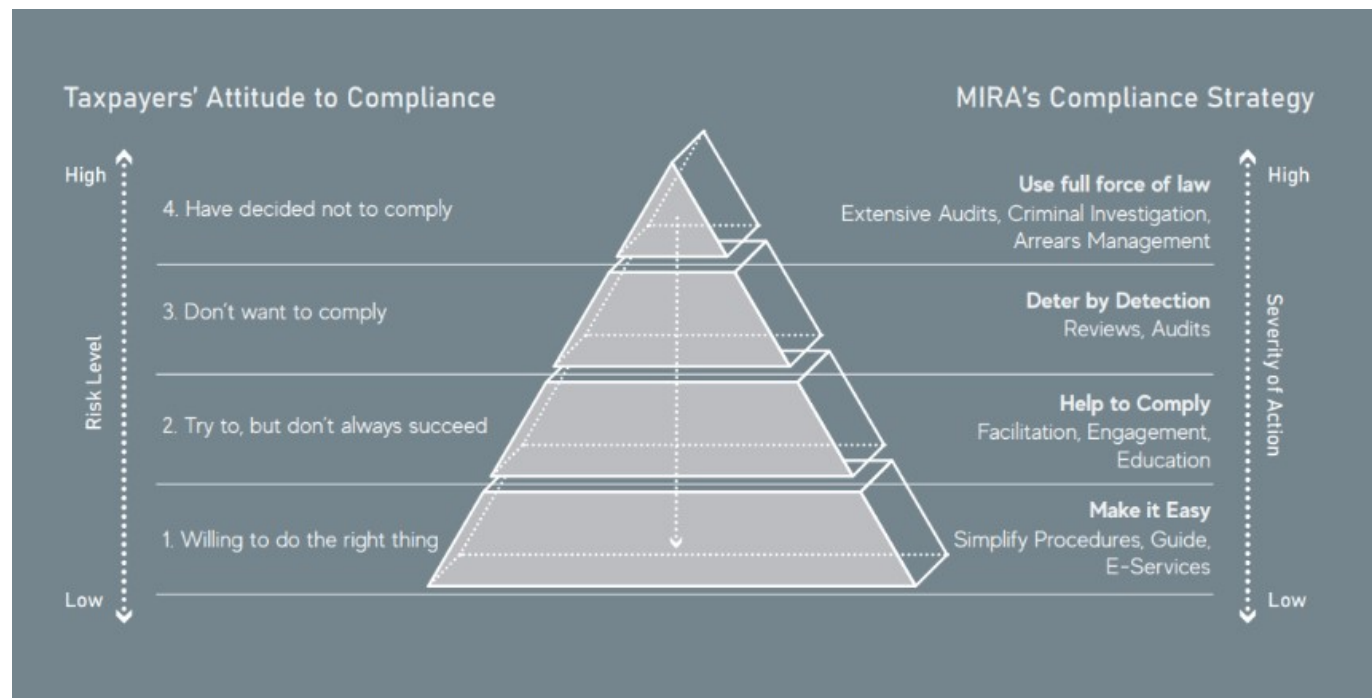 Taxpayers' Attitude to Compliance
MIRA's Compliance Strategy
High
High
4. Have decided not to comply
Use full force of law
Extensive Audits, Criminal Investigation,
Arrears Management
3. Don't want to comply
Deter by Detection
Reviews, Audits
Risk Level
Severity of Action
2. Try to, but don't always succeed
Help to Comply
Facilitation, Engagement,
Education
1. Willing to do the right thing
Make it Easy
Simplify Procedures, Guide,
E-Services
Low
Low